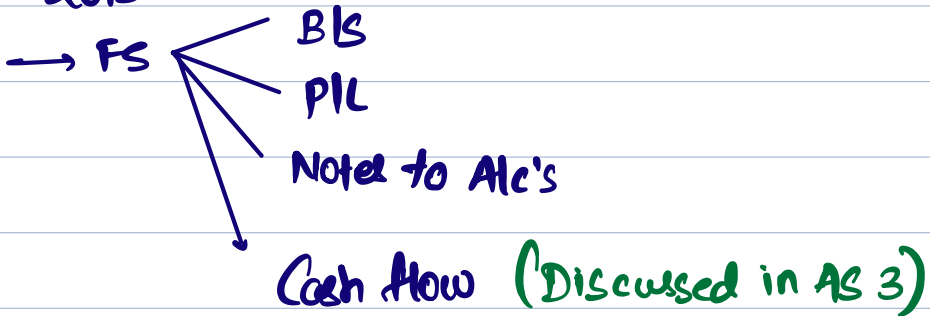 → FS
B/S
P/L
Notes to A/c's
Cash flow (Discussed in AS 3)